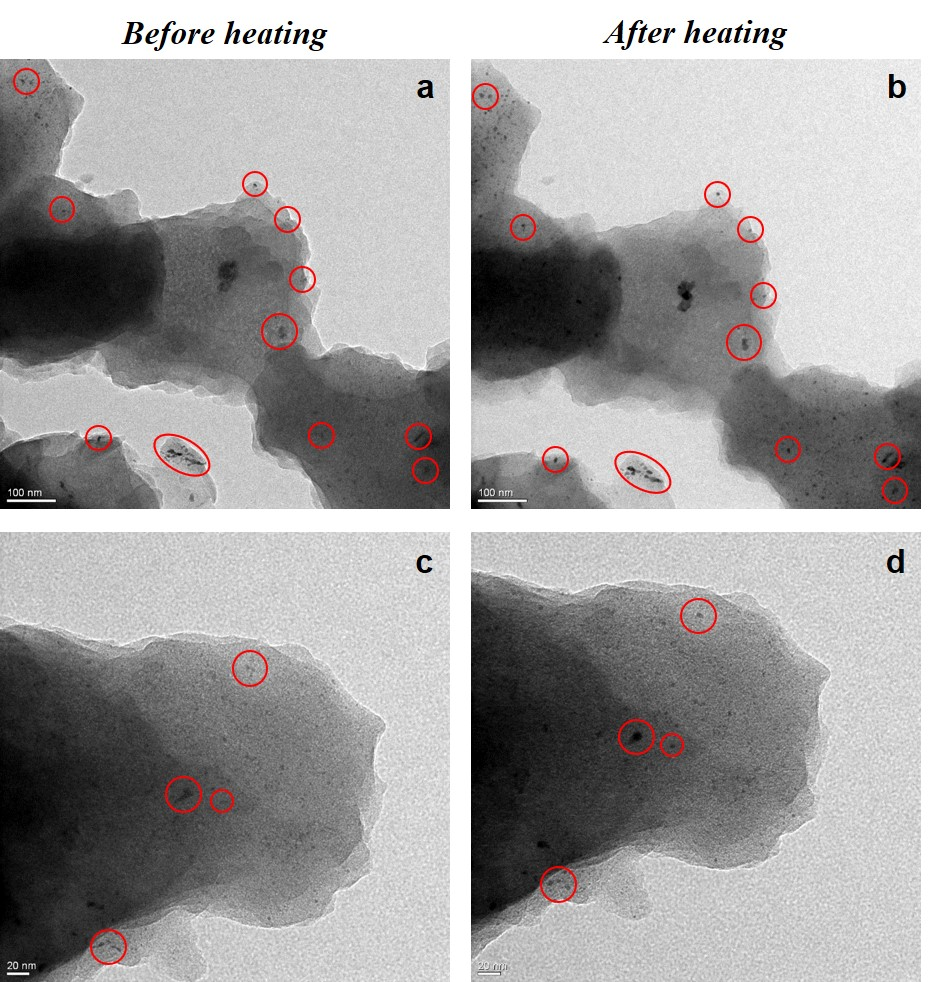 Before heating
After heating
a
b
100 nm
100 nm
c
d
20 nm
20 nm